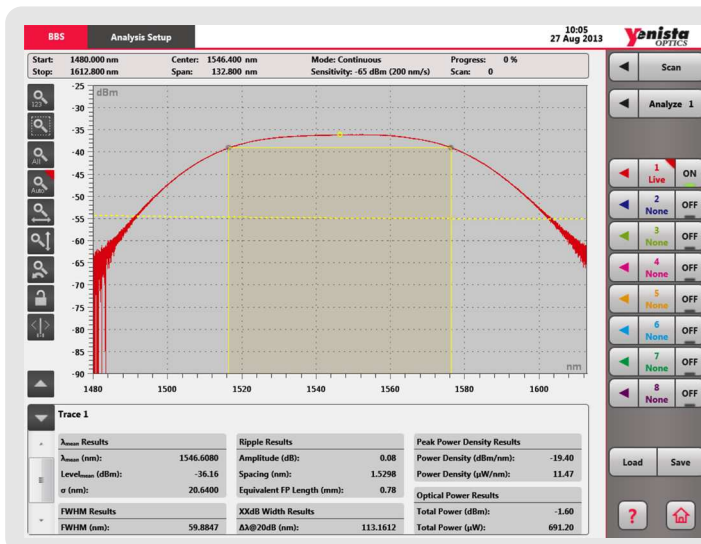 BBS
Analysis Setup
10:05
27 Aug 2013
Yenista
OPTICS
Start: 1480.000 nm Center: 1546.400 nm Mode: Continuous Progress: 0 %
Stop: 1612.800 nm Span: 132.800 nm Sensitivity: -65 dBm (200 nm/s) Scan: 0
Scan
Analyze 1
1
Live
ON
2
None
OFF
3
None
OFF
4
None
OFF
5
None
OFF
6
None
OFF
7
None
OFF
8
None
OFF
Load
Save
?
123
All
Auto
dBm
-25
-30
-35
-40
-45
-50
-55
-60
-65
-70
-75
-80
-85
-90
nm
1480 1500 1520 1540 1560 1580 1600
Trace 1
λmean Results
λmean (nm): 1546.6080
Levelmean (dBm): -36.16
σ (nm): 20.6400
FWHM Results
FWHM (nm): 59.8847
Ripple Results
Amplitude (dB): 0.08
Spacing (nm): 1.5298
Equivalent FP Length (mm): 0.78
XXdB Width Results
Δλ@20dB (nm): 113.1612
Peak Power Density Results
Power Density (dBm/nm): -19.40
Power Density (µW/nm): 11.47
Optical Power Results
Total Power (dBm): -1.60
Total Power (µW): 691.20